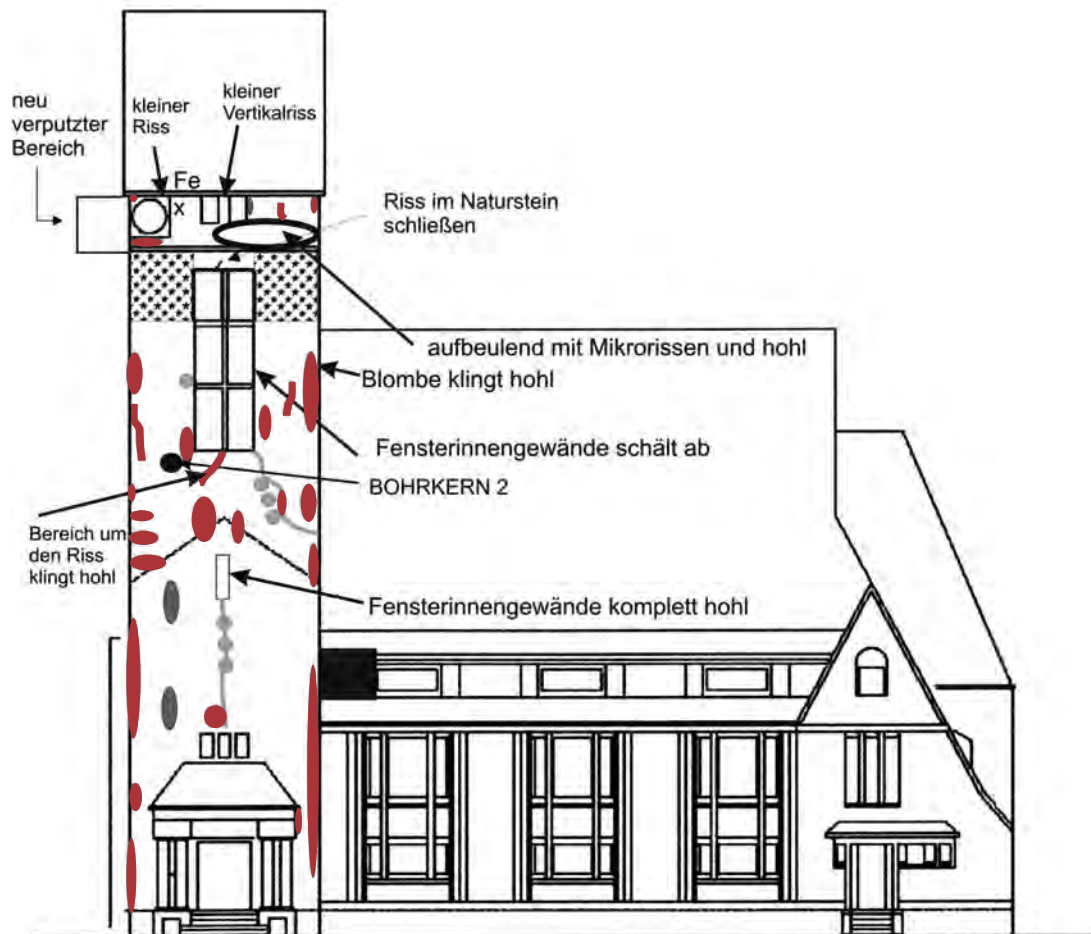 neu
verputzter
Bereich
kleiner
Riss
kleiner
Vertikalriss
Fe
x
Riss im Naturstein
schließen
aufbeulend mit Mikrorissen und hohl
Blombe klingt hohl
Fensterinnengewände schält ab
BOHRKERN 2
Bereich um
den Riss
klingt hohl
Fensterinnengewände komplett hohl